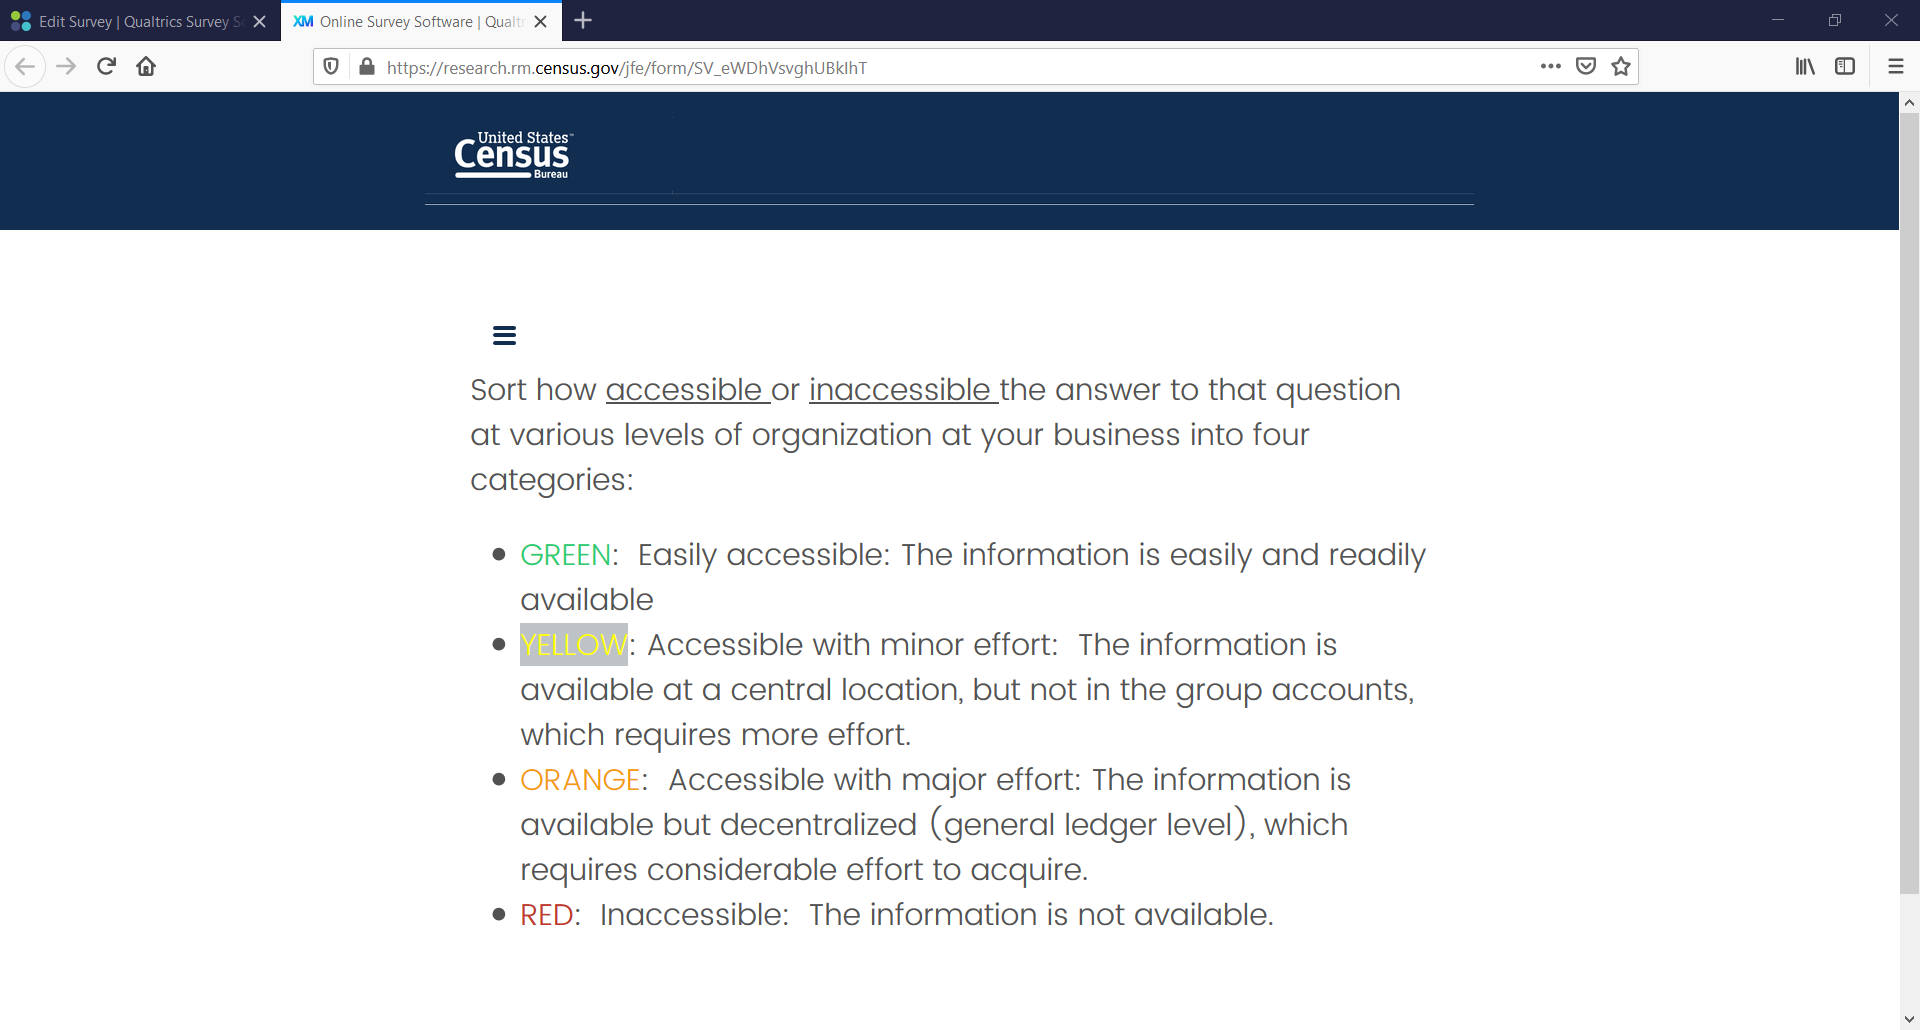 Edit Survey | Qualtrics Survey S
XM Online Survey Software | Qualt
https://research.rm.census.gov/jfe/form/SV_eWDhVsvghUBkIhT
United States™
Census
Bureau
Sort how accessible or inaccessible the answer to that question
at various levels of organization at your business into four
categories:
GREEN: Easily accessible: The information is easily and readily
available
YELLOW: Accessible with minor effort: The information is
available at a central location, but not in the group accounts,
which requires more effort.
ORANGE: Accessible with major effort: The information is
available but decentralized (general ledger level), which
requires considerable effort to acquire.
RED: Inaccessible: The information is not available.